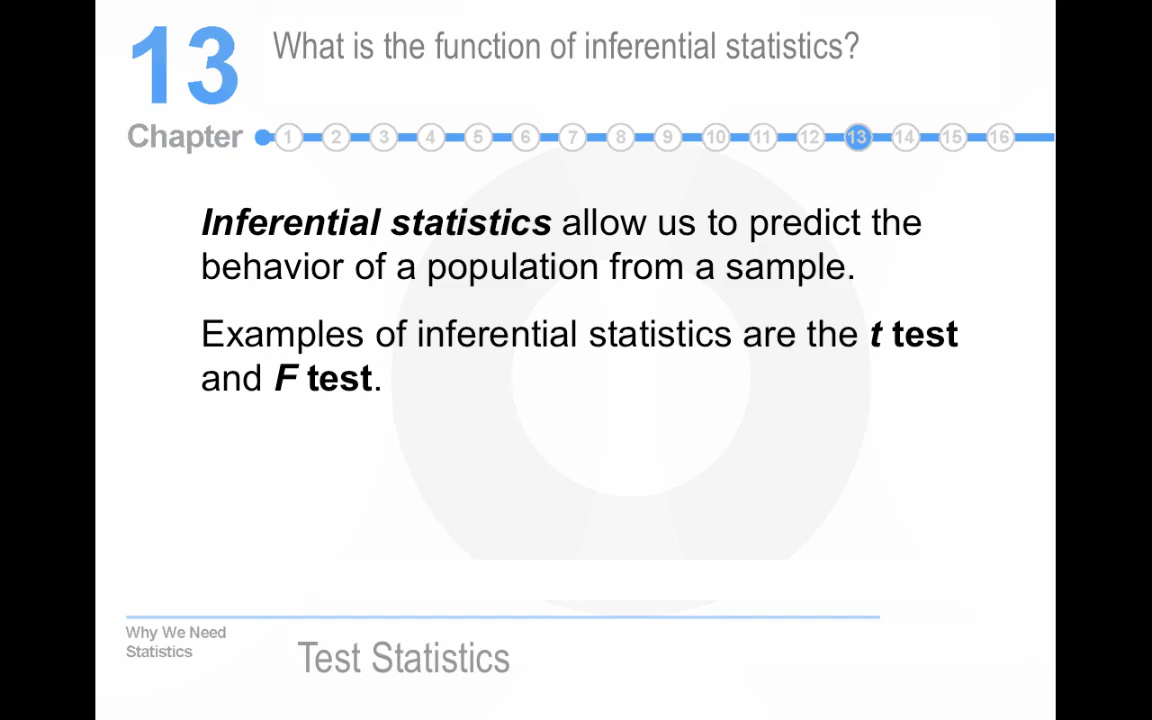 13
What is the function of inferential statistics?
Chapter
1 2 3 4 5 6 7 8 9 10 11 12 13 14 15 16
Inferential statistics allow us to predict the
behavior of a population from a sample.
Examples of inferential statistics are the t test
and F test.
Why We Need
Statistics
Test Statistics